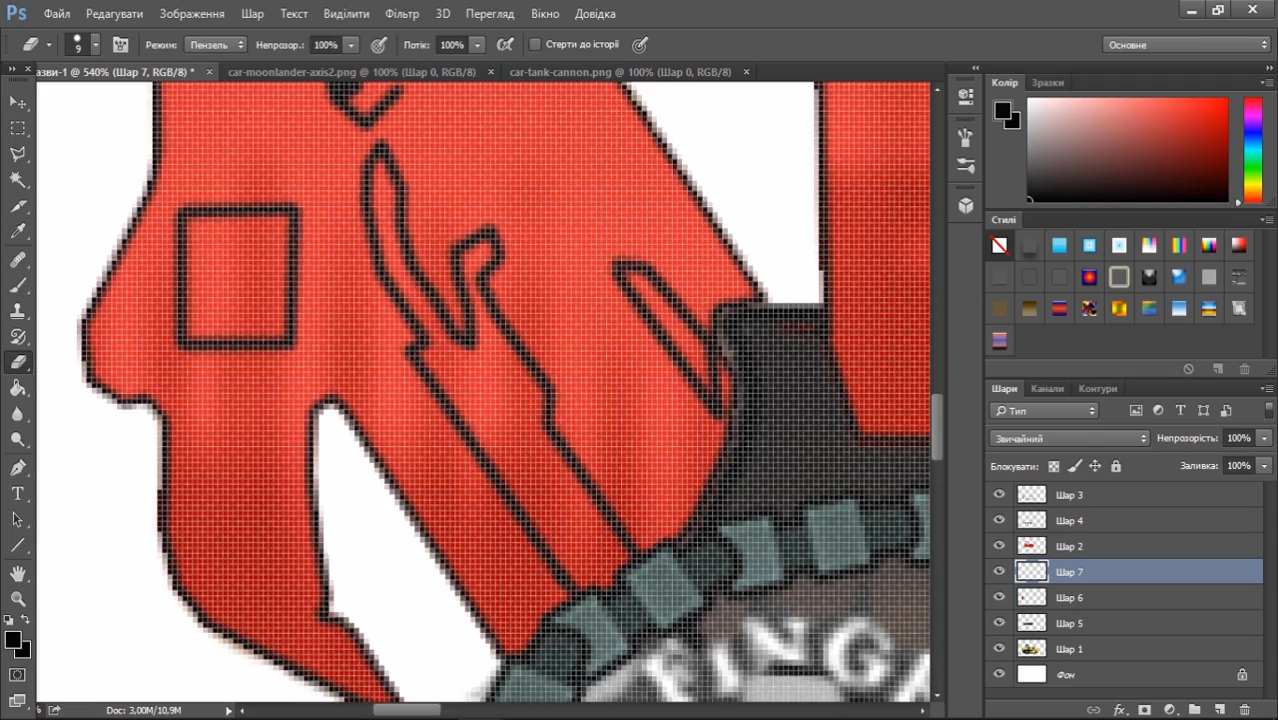 Ps Файл Редагувати Зображення Шар Текст Виділити Фільтр 3D Перегляд Вікно Довідка
9 Режим: Пензель Непрозор.: 100% Потік: 100% Стерти до історії Основне
азви-1 @ 540% (Шар 7, RGB/8) * × car-moonlander-axis2.png @ 100% (Шар 0, RGB/8) × car-tank-cannon.png @ 100% (Шар 0, RGB/8) ×
Колір Зразки
Стилі
Шари Канали Контури
Тип
Звичайний Непрозорість: 100%
Блокувати: Заливка: 100%
Шар 3
Шар 4
Шар 2
Шар 7
Шар 6
Шар 5
Шар 1
Фон
INGA
% Doc: 3,00M/10,9M
fx